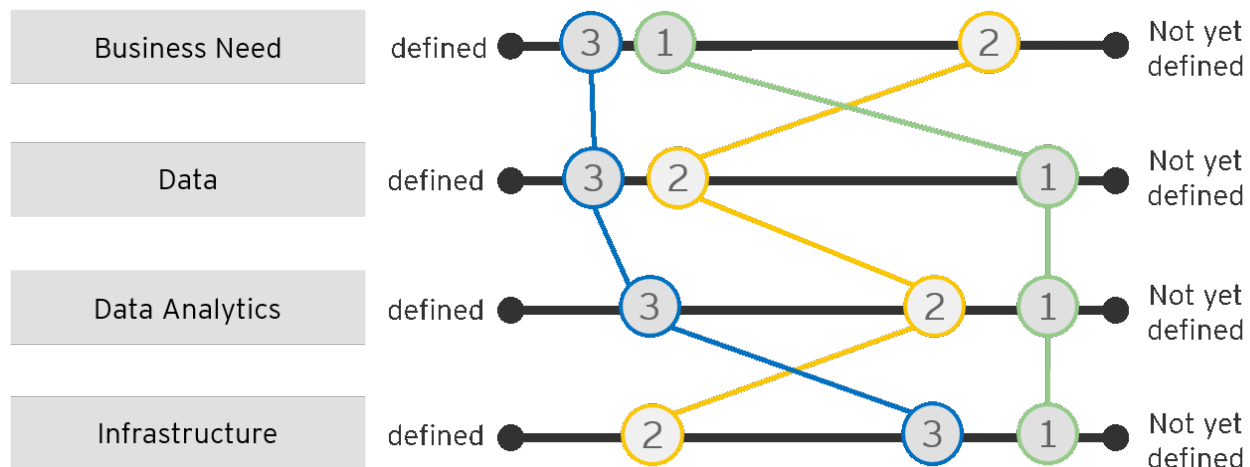 Business Need
defined 3 1 2 Not yet
defined
Data
defined 3 2 1 Not yet
defined
Data Analytics
defined 3 2 1 Not yet
defined
Infrastructure
defined 2 3 1 Not yet
defined